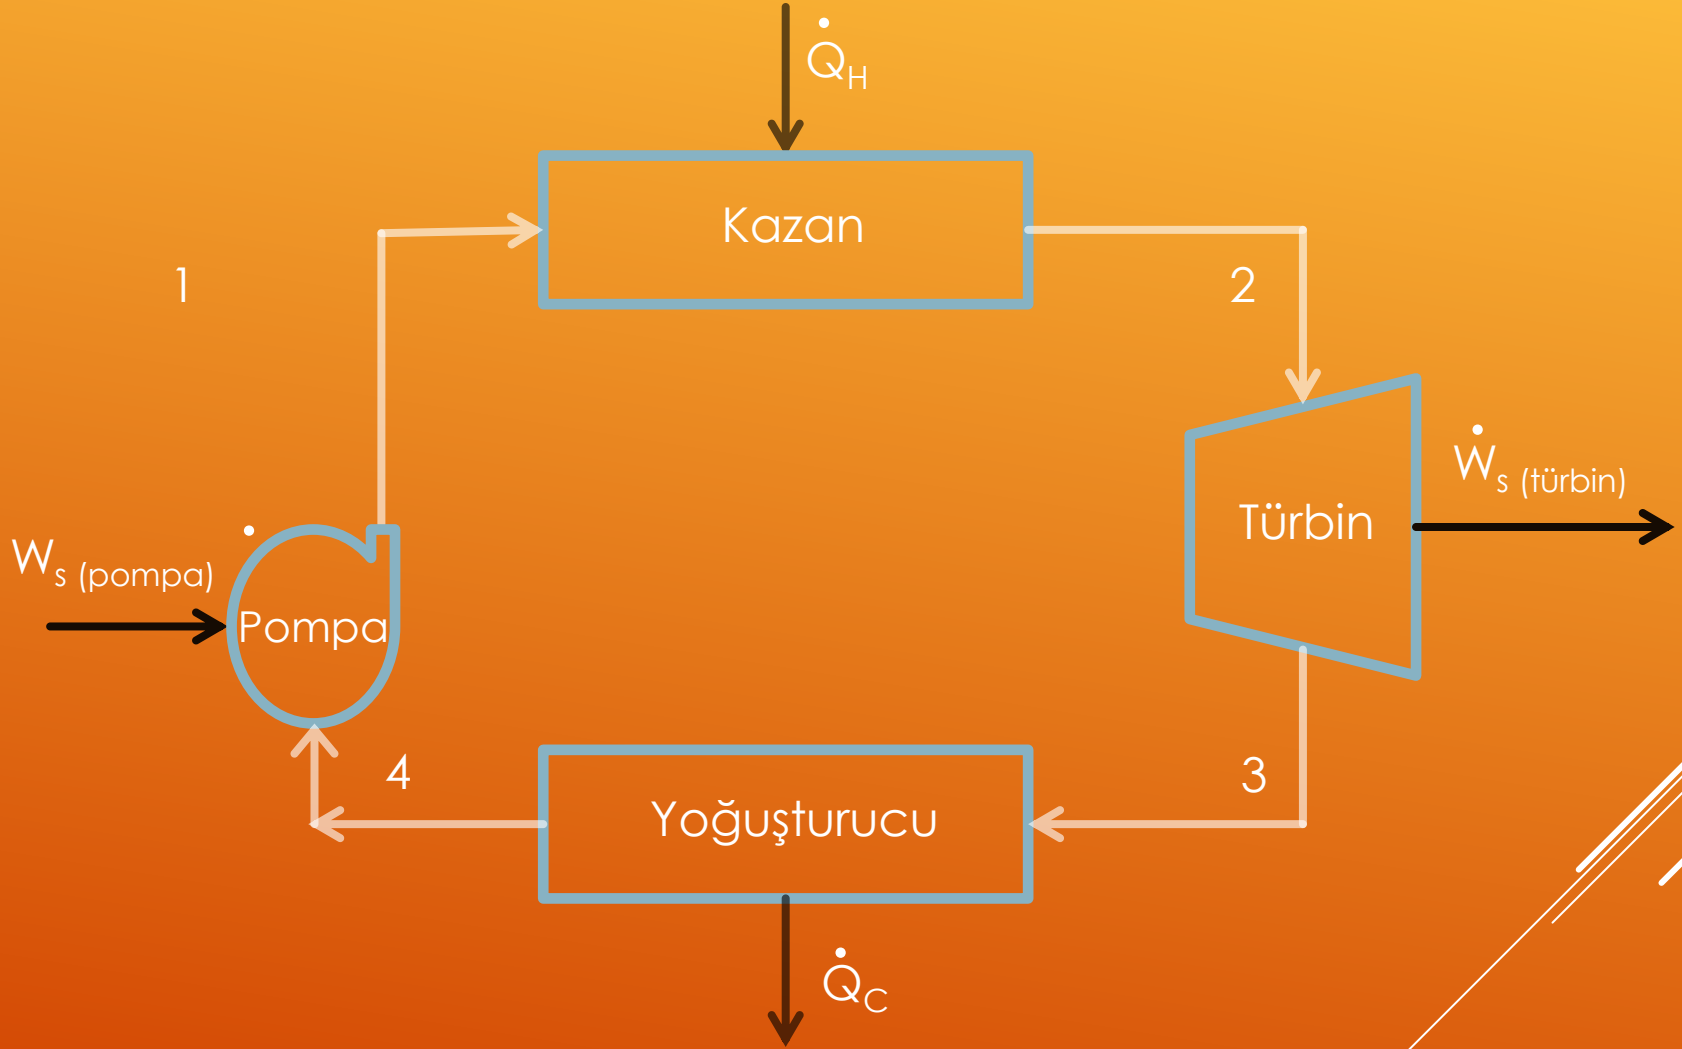 Q̇H
Kazan
1
2
Ẇs (türbin)
Türbin
Ẇs (pompa)
Pompa
4
3
Yoğuşturucu
Q̇C